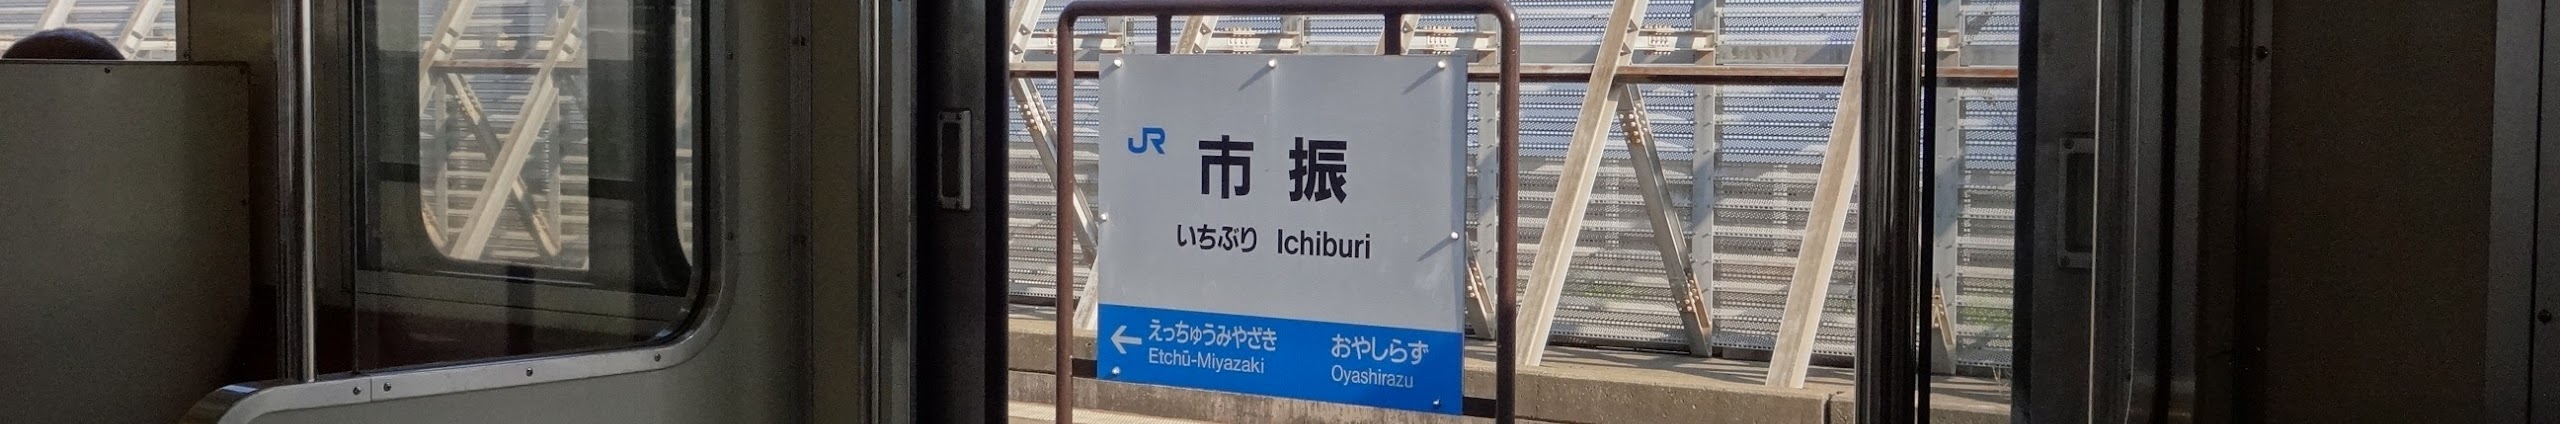 JR
市振
いちぶり Ichiburi
← えっちゅうみやざき おやしらず
Etchū-Miyazaki Oyashirazu